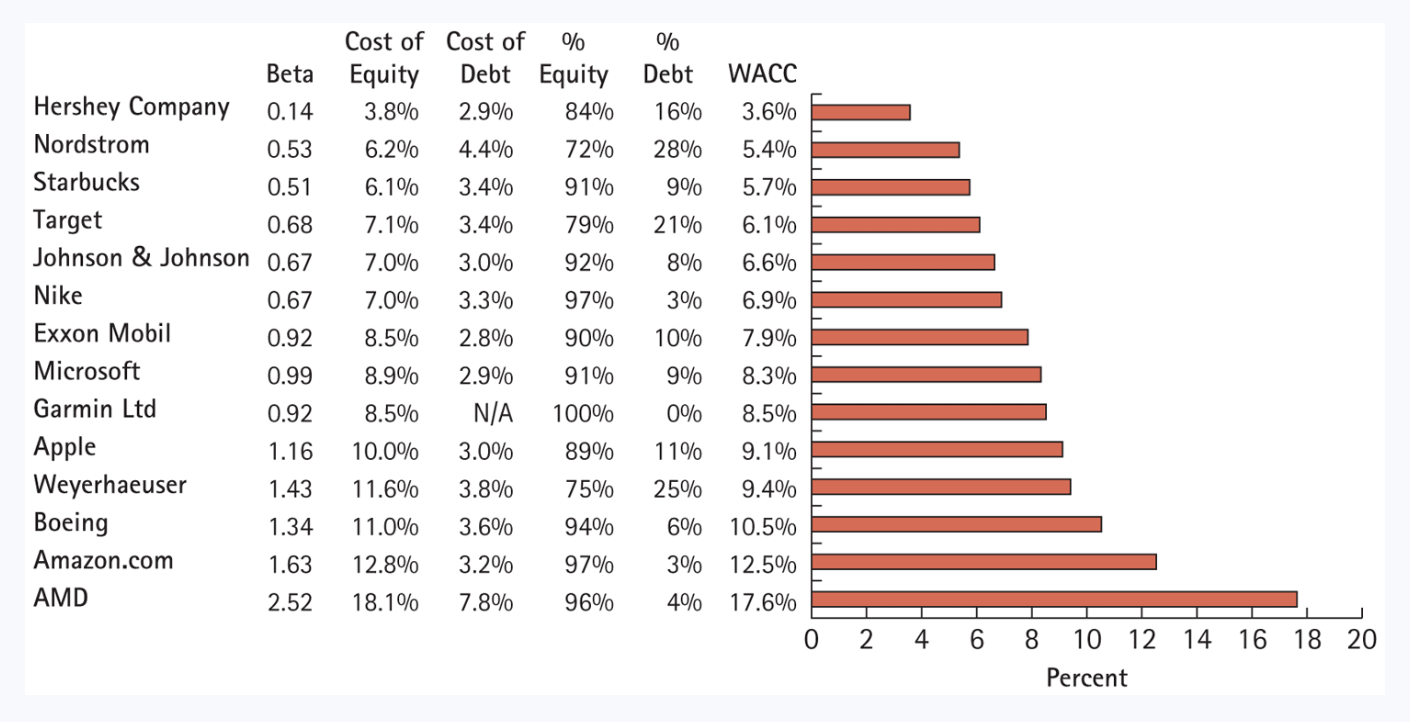 Cost of Cost of % %
Beta Equity Debt Equity Debt WACC
Hershey Company 0.14 3.8% 2.9% 84% 16% 3.6%
Nordstrom 0.53 6.2% 4.4% 72% 28% 5.4%
Starbucks 0.51 6.1% 3.4% 91% 9% 5.7%
Target 0.68 7.1% 3.4% 79% 21% 6.1%
Johnson & Johnson 0.67 7.0% 3.0% 92% 8% 6.6%
Nike 0.67 7.0% 3.3% 97% 3% 6.9%
Exxon Mobil 0.92 8.5% 2.8% 90% 10% 7.9%
Microsoft 0.99 8.9% 2.9% 91% 9% 8.3%
Garmin Ltd 0.92 8.5% N/A 100% 0% 8.5%
Apple 1.16 10.0% 3.0% 89% 11% 9.1%
Weyerhaeuser 1.43 11.6% 3.8% 75% 25% 9.4%
Boeing 1.34 11.0% 3.6% 94% 6% 10.5%
Amazon.com 1.63 12.8% 3.2% 97% 3% 12.5%
AMD 2.52 18.1% 7.8% 96% 4% 17.6%
0 2 4 6 8 10 12 14 16 18 20
Percent